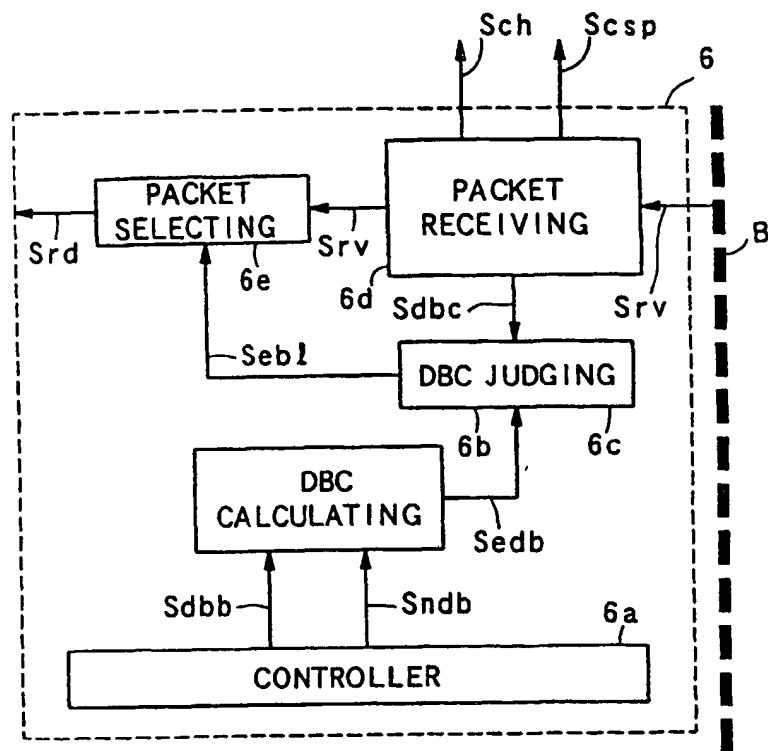 Sch
Scsp
6
PACKET
SELECTING
PACKET
RECEIVING
Srd
6e
Srv
6d
Sdbc
Srv
B
Sebl
DBC JUDGING
6b
6c
DBC
CALCULATING
Sedb
Sdbb
Sndb
6a
CONTROLLER